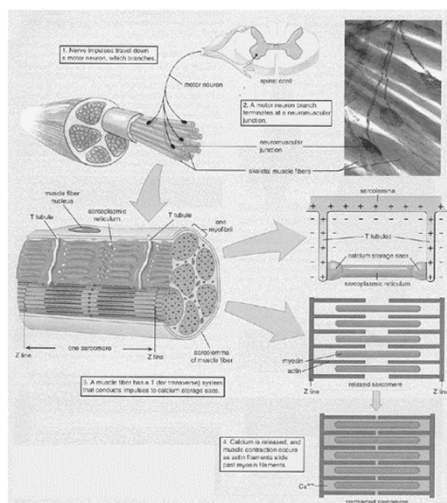 1. Nerve impulses travel down
a motor neuron, which branches.
spinal cord
motor neuron
2. A motor neuron branch
terminates at a neuromuscular
junction.
neuromuscular
junction
skeletal muscle fibers
muscle fiber
nucleus
sarcoplasmic
reticulum
T tubule
T tubule
one
myofibril
sarcolemma
T tubules
calcium storage sacs
sarcoplasmic reticulum
Z line
one sarcomere
Z line
sarcolemma
of muscle fiber
3. A muscle fiber has a T (for transverse) system
that conducts impulses to calcium storage sacs.
myosin
actin
Z line
relaxed sarcomere
Z line
4. Calcium is released, and
muscle contraction occurs
as actin filaments slide
past myosin filaments.
contracted sarcomere